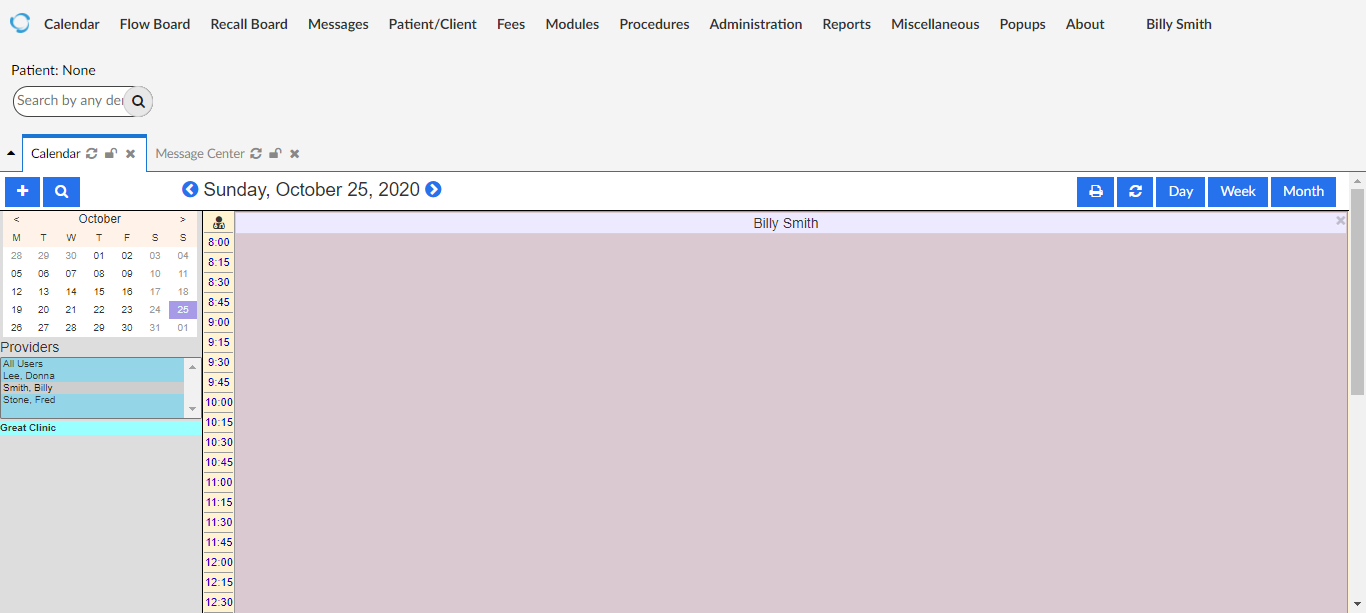 Calendar Flow Board Recall Board Messages Patient/Client Fees Modules Procedures Administration Reports Miscellaneous Popups About Billy Smith
Patient: None
Search by any der
Calendar Message Center
Sunday, October 25, 2020 Day Week Month
< October >
M T W T F S S
28 29 30 01 02 03 04
05 06 07 08 09 10 11
12 13 14 15 16 17 18
19 20 21 22 23 24 25
26 27 28 29 30 31 01
Providers
All Users
Lee, Donna
Smith, Billy
Stone, Fred
Great Clinic
Billy Smith
8:00
8:15
8:30
8:45
9:00
9:15
9:30
9:45
10:00
10:15
10:30
10:45
11:00
11:15
11:30
11:45
12:00
12:15
12:30